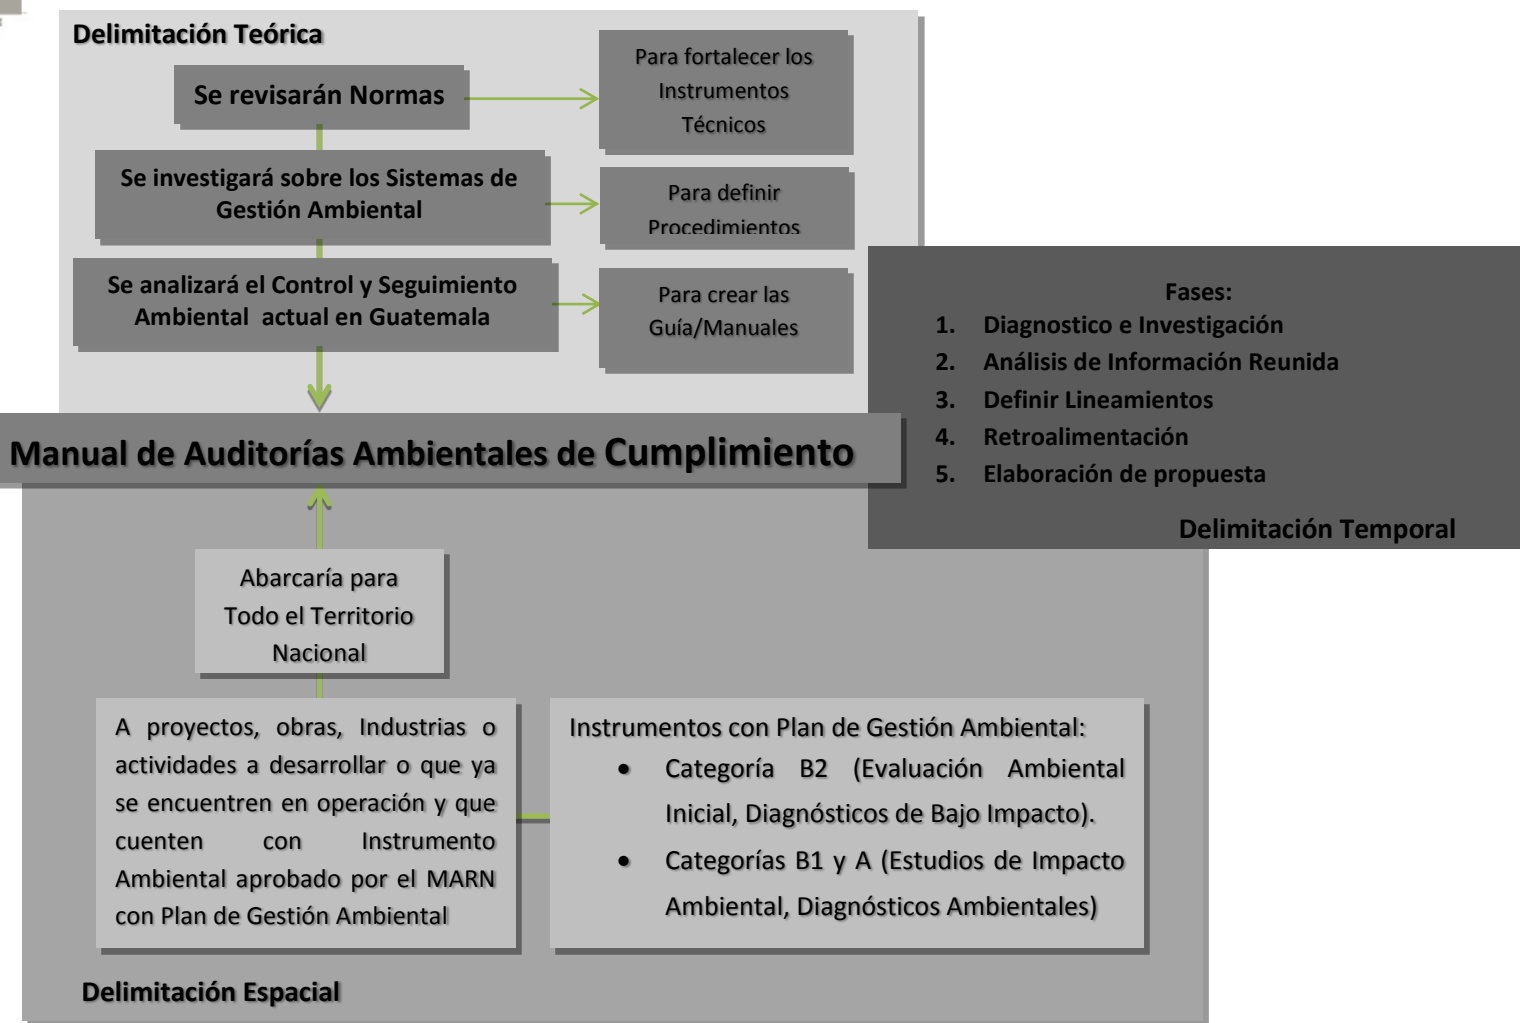 Delimitación Teórica
Se revisarán Normas
Para fortalecer los
Instrumentos
Técnicos
Se investigará sobre los Sistemas de
Gestión Ambiental
Para definir
Procedimientos
Se analizará el Control y Seguimiento
Ambiental actual en Guatemala
Para crear las
Guía/Manuales
Fases:
1. Diagnostico e Investigación
2. Análisis de Información Reunida
3. Definir Lineamientos
4. Retroalimentación
5. Elaboración de propuesta
Delimitación Temporal
Manual de Auditorías Ambientales de Cumplimiento
Abarcaría para
Todo el Territorio
Nacional
A proyectos, obras, Industrias o
actividades a desarrollar o que ya
se encuentren en operación y que
cuenten con Instrumento
Ambiental aprobado por el MARN
con Plan de Gestión Ambiental
Instrumentos con Plan de Gestión Ambiental:
• Categoría B2 (Evaluación Ambiental
Inicial, Diagnósticos de Bajo Impacto).
• Categorías B1 y A (Estudios de Impacto
Ambiental, Diagnósticos Ambientales)
Delimitación Espacial